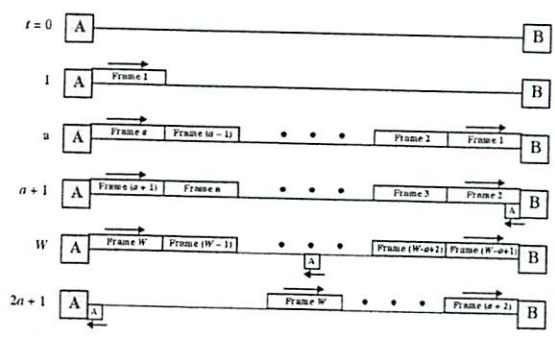 t = 0 A B
1 A Frame 1 B
a A Frame a Frame (a – 1) • • • Frame 2 Frame 1 B
a + 1 A Frame (a + 1) Frame a • • • Frame 3 Frame 2 A B
W A Frame W Frame (W – 1) • • • A Frame (W-a+2) Frame (W-a+1) B
2a + 1 A A Frame W • • • Frame (a + 2) B